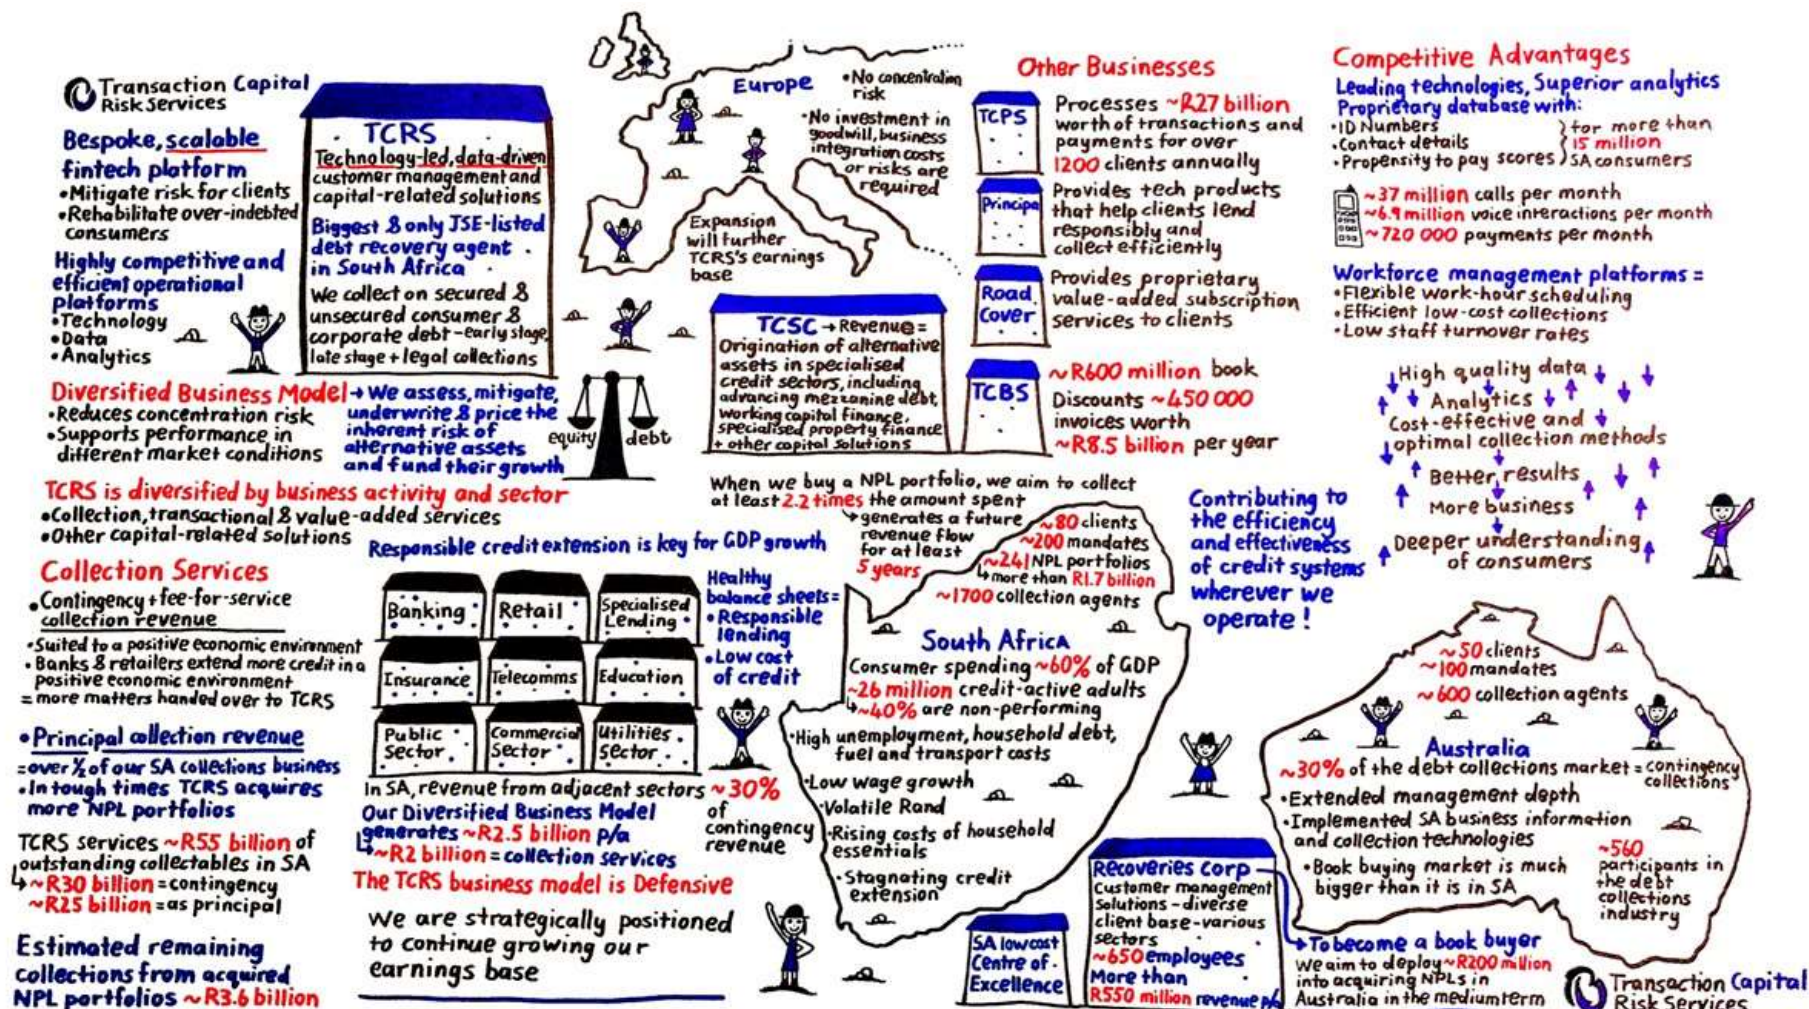 Transaction Capital
Risk Services
Bespoke, scalable
fintech platform
•Mitigate risk for clients
•Rehabilitate over-indebted
consumers
Highly competitive and
efficient operational
platforms
•Technology
•Data
•Analytics
TCRS
Technology-led, data-driven
customer management and
capital-related solutions
Biggest & only JSE-listed
debt recovery agent
in South Africa
We collect on secured &
unsecured consumer &
corporate debt - early stage,
late stage + legal collections
Diversified Business Model → We assess, mitigate,
underwrite & price the
inherent risk of
alternative assets
and fund their growth
•Reduces concentration risk
•Supports performance in
different market conditions
equity debt
TCRS is diversified by business activity and sector
•Collection, transactional & value-added services
•Other capital-related solutions
Collection Services
•Contingency + fee-for-service
collection revenue
•Suited to a positive economic environment
•Banks & retailers extend more credit in a
positive economic environment
= more matters handed over to TCRS
•Principal collection revenue
= over ½ of our SA collections business
•In tough times TCRS acquires
more NPL portfolios
TCRS services ~R55 billion of
outstanding collectables in SA
↳ ~R30 billion = contingency
~R25 billion = as principal
Estimated remaining
collections from acquired
NPL portfolios ~R3.6 billion
Responsible credit extension is key for GDP growth
Banking
Retail
Specialised
Lending
Insurance
Telecomms
Education
Public
Sector
Commercial
Sector
Utilities
Sector
Healthy
balance sheets=
•Responsible
lending
•Low cost
of credit
In SA, revenue from adjacent sectors ~30%
of
contingency
revenue
Our Diversified Business Model
generates ~R2.5 billion p/a
↳ ~R2 billion = collection services
The TCRS business model is Defensive
We are strategically positioned
to continue growing our
earnings base
Europe
•No concentration
risk
•No investment in
goodwill, business
integration costs
or risks are
required
Expansion
will further
TCRS's earnings
base
TCSC → Revenue =
Origination of alternative
assets in specialised
credit sectors, including
advancing mezzanine debt,
working capital finance,
specialised property finance
+ other capital solutions
When we buy a NPL portfolio, we aim to collect
at least 2.2 times the amount spent
↳ generates a future
revenue flow
for at least
5 years
~80 clients
~200 mandates
~241 NPL portfolios
↳ more than R1.7 billion
~1700 collection agents
South Africa
Consumer spending ~60% of GDP
~26 million credit-active adults
↳ ~40% are non-performing
•High unemployment, household debt,
fuel and transport costs
•Low wage growth
•Volatile Rand
•Rising costs of household
essentials
•Stagnating credit
extension
Other Businesses
TCPS
Processes ~R27 billion
worth of transactions and
payments for over
1200 clients annually
Principa
Provides tech products
that help clients lend
responsibly and
collect efficiently
Road
Cover
Provides proprietary
value-added subscription
services to clients
TCBS
~R600 million book
Discounts ~450 000
invoices worth
~R8.5 billion per year
Contributing to
the efficiency
and effectiveness
of credit systems
wherever we
operate!
Competitive Advantages
Leading technologies, Superior analytics
Proprietary database with:
•ID Numbers
•Contact details
•Propensity to pay scores
for more than
15 million
SA consumers
~37 million calls per month
~6.9 million voice interactions per month
~720 000 payments per month
Workforce management platforms =
•Flexible work-hour scheduling
•Efficient low-cost collections
•Low staff turnover rates
High quality data
Analytics
Cost-effective and
optimal collection methods
Better results
More business
Deeper understanding
of consumers
~50 clients
~100 mandates
~600 collection agents
Australia
~30% of the debt collections market = contingency
collections
•Extended management depth
•Implemented SA business information
and collection technologies
•Book buying market is much
bigger than it is in SA
~560
participants in
the debt
collections
industry
SA low cost
Centre of
Excellence
Recoveries Corp
Customer management
Solutions - diverse
client base - various
sectors
~650 employees
More than
R550 million revenue p/a
To become a book buyer
We aim to deploy ~R200 million
into acquiring NPLs in
Australia in the medium term
Transaction Capital
Risk Services